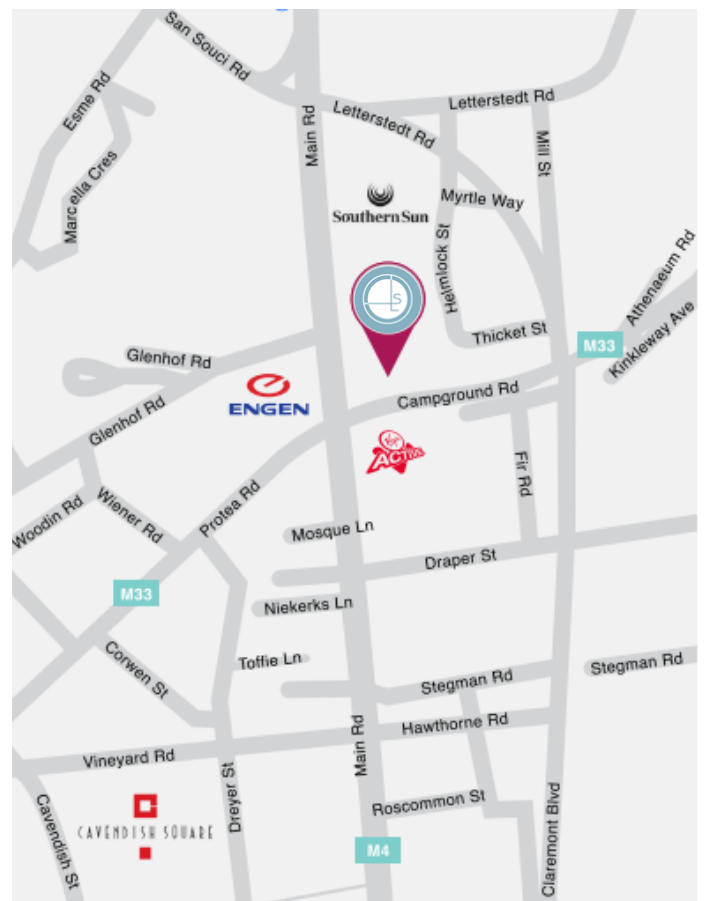 San Souci Rd
Esme Rd
Main Rd
Letterstedt Rd
Letterstedt Rd
Mill St
Marcella Cres
Myrtle Way
Southern Sun
Helmlock St
Athenaeum Rd
Thicket St
M33
Kinkleway Ave
Glenhof Rd
ENGEN
Campground Rd
Glenhof Rd
Virgin
ACTIVE
Fir Rd
Woodin Rd
Wiener Rd
Protea Rd
Mosque Ln
Draper St
M33
Niekerks Ln
Corwen St
Toffie Ln
Stegman Rd
Stegman Rd
Hawthorne Rd
Vineyard Rd
Main Rd
Dreyer St
Roscommon St
CAVENDISH SQUARE
Cavendish St
Claremont Blvd
M4